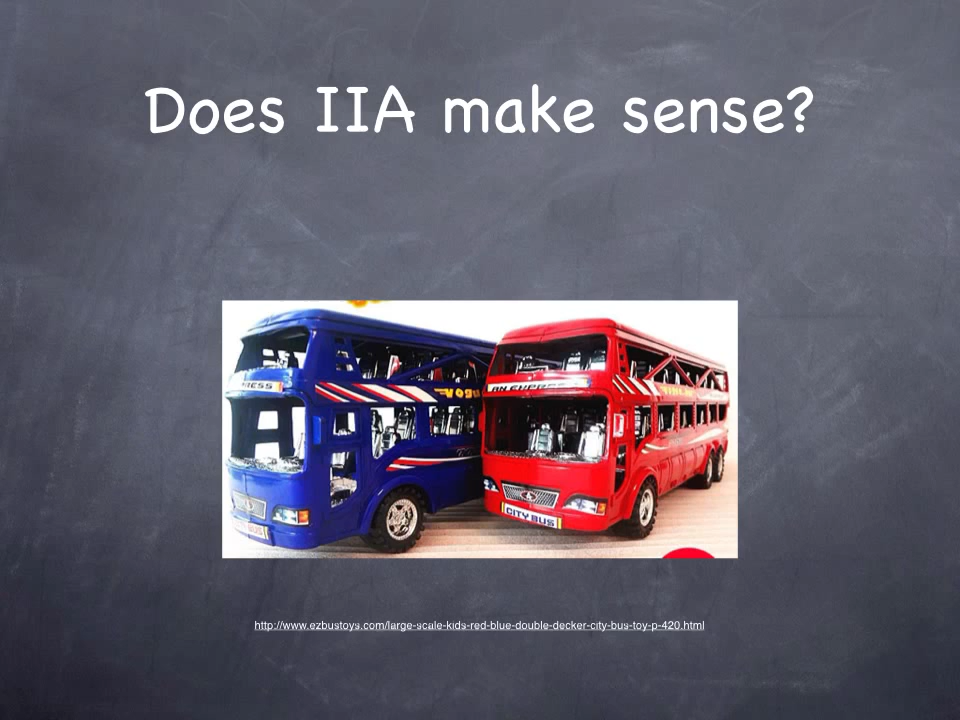 Does IIA make sense?
CITY BUS
http://www.ezbustoys.com/large-scale-kids-red-blue-double-decker-city-bus-toy-p-420.html